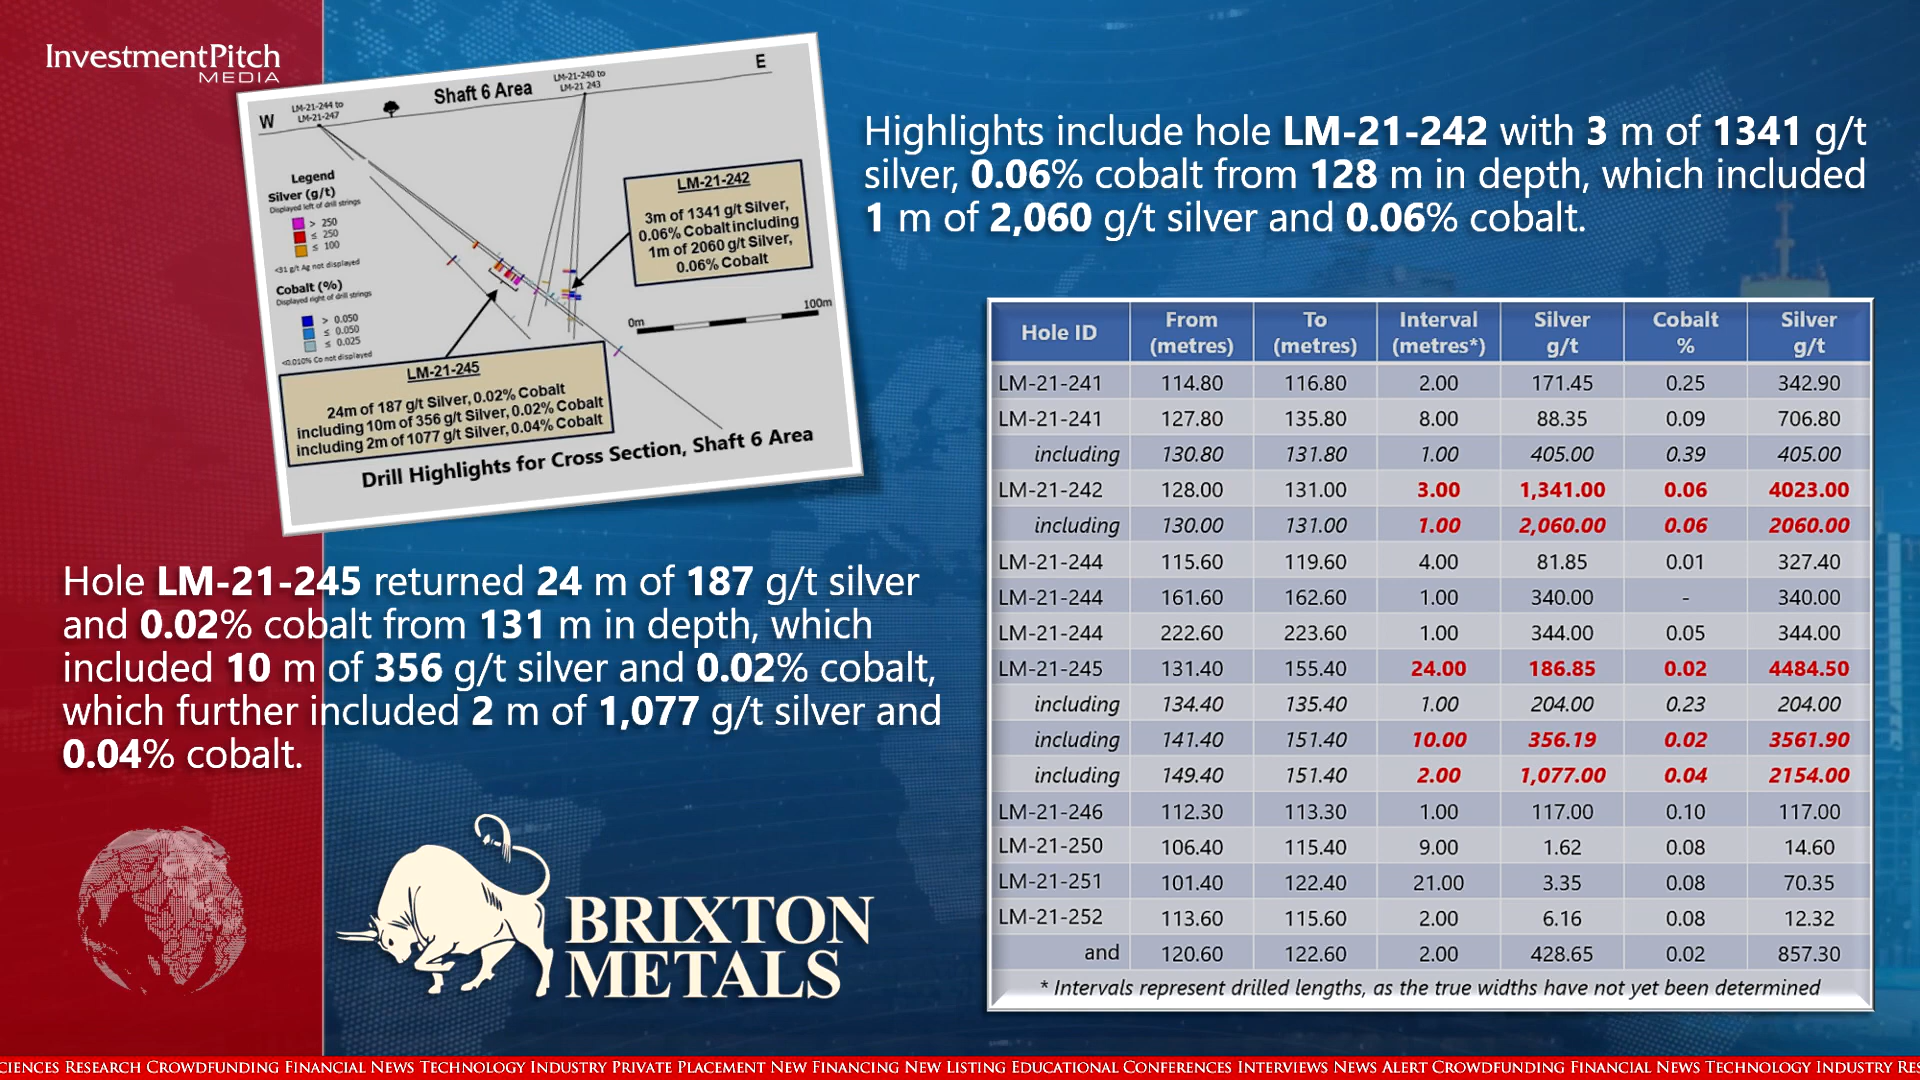 InvestmentPitch
MEDIA
W
LM-21-244 to
LM-21-247
Shaft 6 Area
LM-21-240 to
LM-21 243
E
Legend
Silver (g/t)
Displayed left of drill strings
> 250
≤ 250
≤ 100
<31 g/t Ag not displayed
Cobalt (%)
Displayed right of drill strings
> 0.050
≤ 0.050
≤ 0.025
<0.010% Co not displayed
LM-21-242
3m of 1341 g/t Silver,
0.06% Cobalt including
1m of 2060 g/t Silver,
0.06% Cobalt
0m 100m
LM-21-245
24m of 187 g/t Silver, 0.02% Cobalt
including 10m of 356 g/t Silver, 0.02% Cobalt
including 2m of 1077 g/t Silver, 0.04% Cobalt
Drill Highlights for Cross Section, Shaft 6 Area
Highlights include hole LM-21-242 with 3 m of 1341 g/t
silver, 0.06% cobalt from 128 m in depth, which included
1 m of 2,060 g/t silver and 0.06% cobalt.
Hole LM-21-245 returned 24 m of 187 g/t silver
and 0.02% cobalt from 131 m in depth, which
included 10 m of 356 g/t silver and 0.02% cobalt,
which further included 2 m of 1,077 g/t silver and
0.04% cobalt.
BRIXTON
METALS
Hole ID From (metres) To (metres) Interval (metres*) Silver g/t Cobalt % Silver g/t
LM-21-241 114.80 116.80 2.00 171.45 0.25 342.90
LM-21-241 127.80 135.80 8.00 88.35 0.09 706.80
including 130.80 131.80 1.00 405.00 0.39 405.00
LM-21-242 128.00 131.00 3.00 1,341.00 0.06 4023.00
including 130.00 131.00 1.00 2,060.00 0.06 2060.00
LM-21-244 115.60 119.60 4.00 81.85 0.01 327.40
LM-21-244 161.60 162.60 1.00 340.00 - 340.00
LM-21-244 222.60 223.60 1.00 344.00 0.05 344.00
LM-21-245 131.40 155.40 24.00 186.85 0.02 4484.50
including 134.40 135.40 1.00 204.00 0.23 204.00
including 141.40 151.40 10.00 356.19 0.02 3561.90
including 149.40 151.40 2.00 1,077.00 0.04 2154.00
LM-21-246 112.30 113.30 1.00 117.00 0.10 117.00
LM-21-250 106.40 115.40 9.00 1.62 0.08 14.60
LM-21-251 101.40 122.40 21.00 3.35 0.08 70.35
LM-21-252 113.60 115.60 2.00 6.16 0.08 12.32
and 120.60 122.60 2.00 428.65 0.02 857.30
* Intervals represent drilled lengths, as the true widths have not yet been determined
CIENCES RESEARCH CROWDFUNDING FINANCIAL NEWS TECHNOLOGY INDUSTRY PRIVATE PLACEMENT NEW FINANCING NEW LISTING EDUCATIONAL CONFERENCES INTERVIEWS NEWS ALERT CROWDFUNDING FINANCIAL NEWS TECHNOLOGY INDUSTRY RES